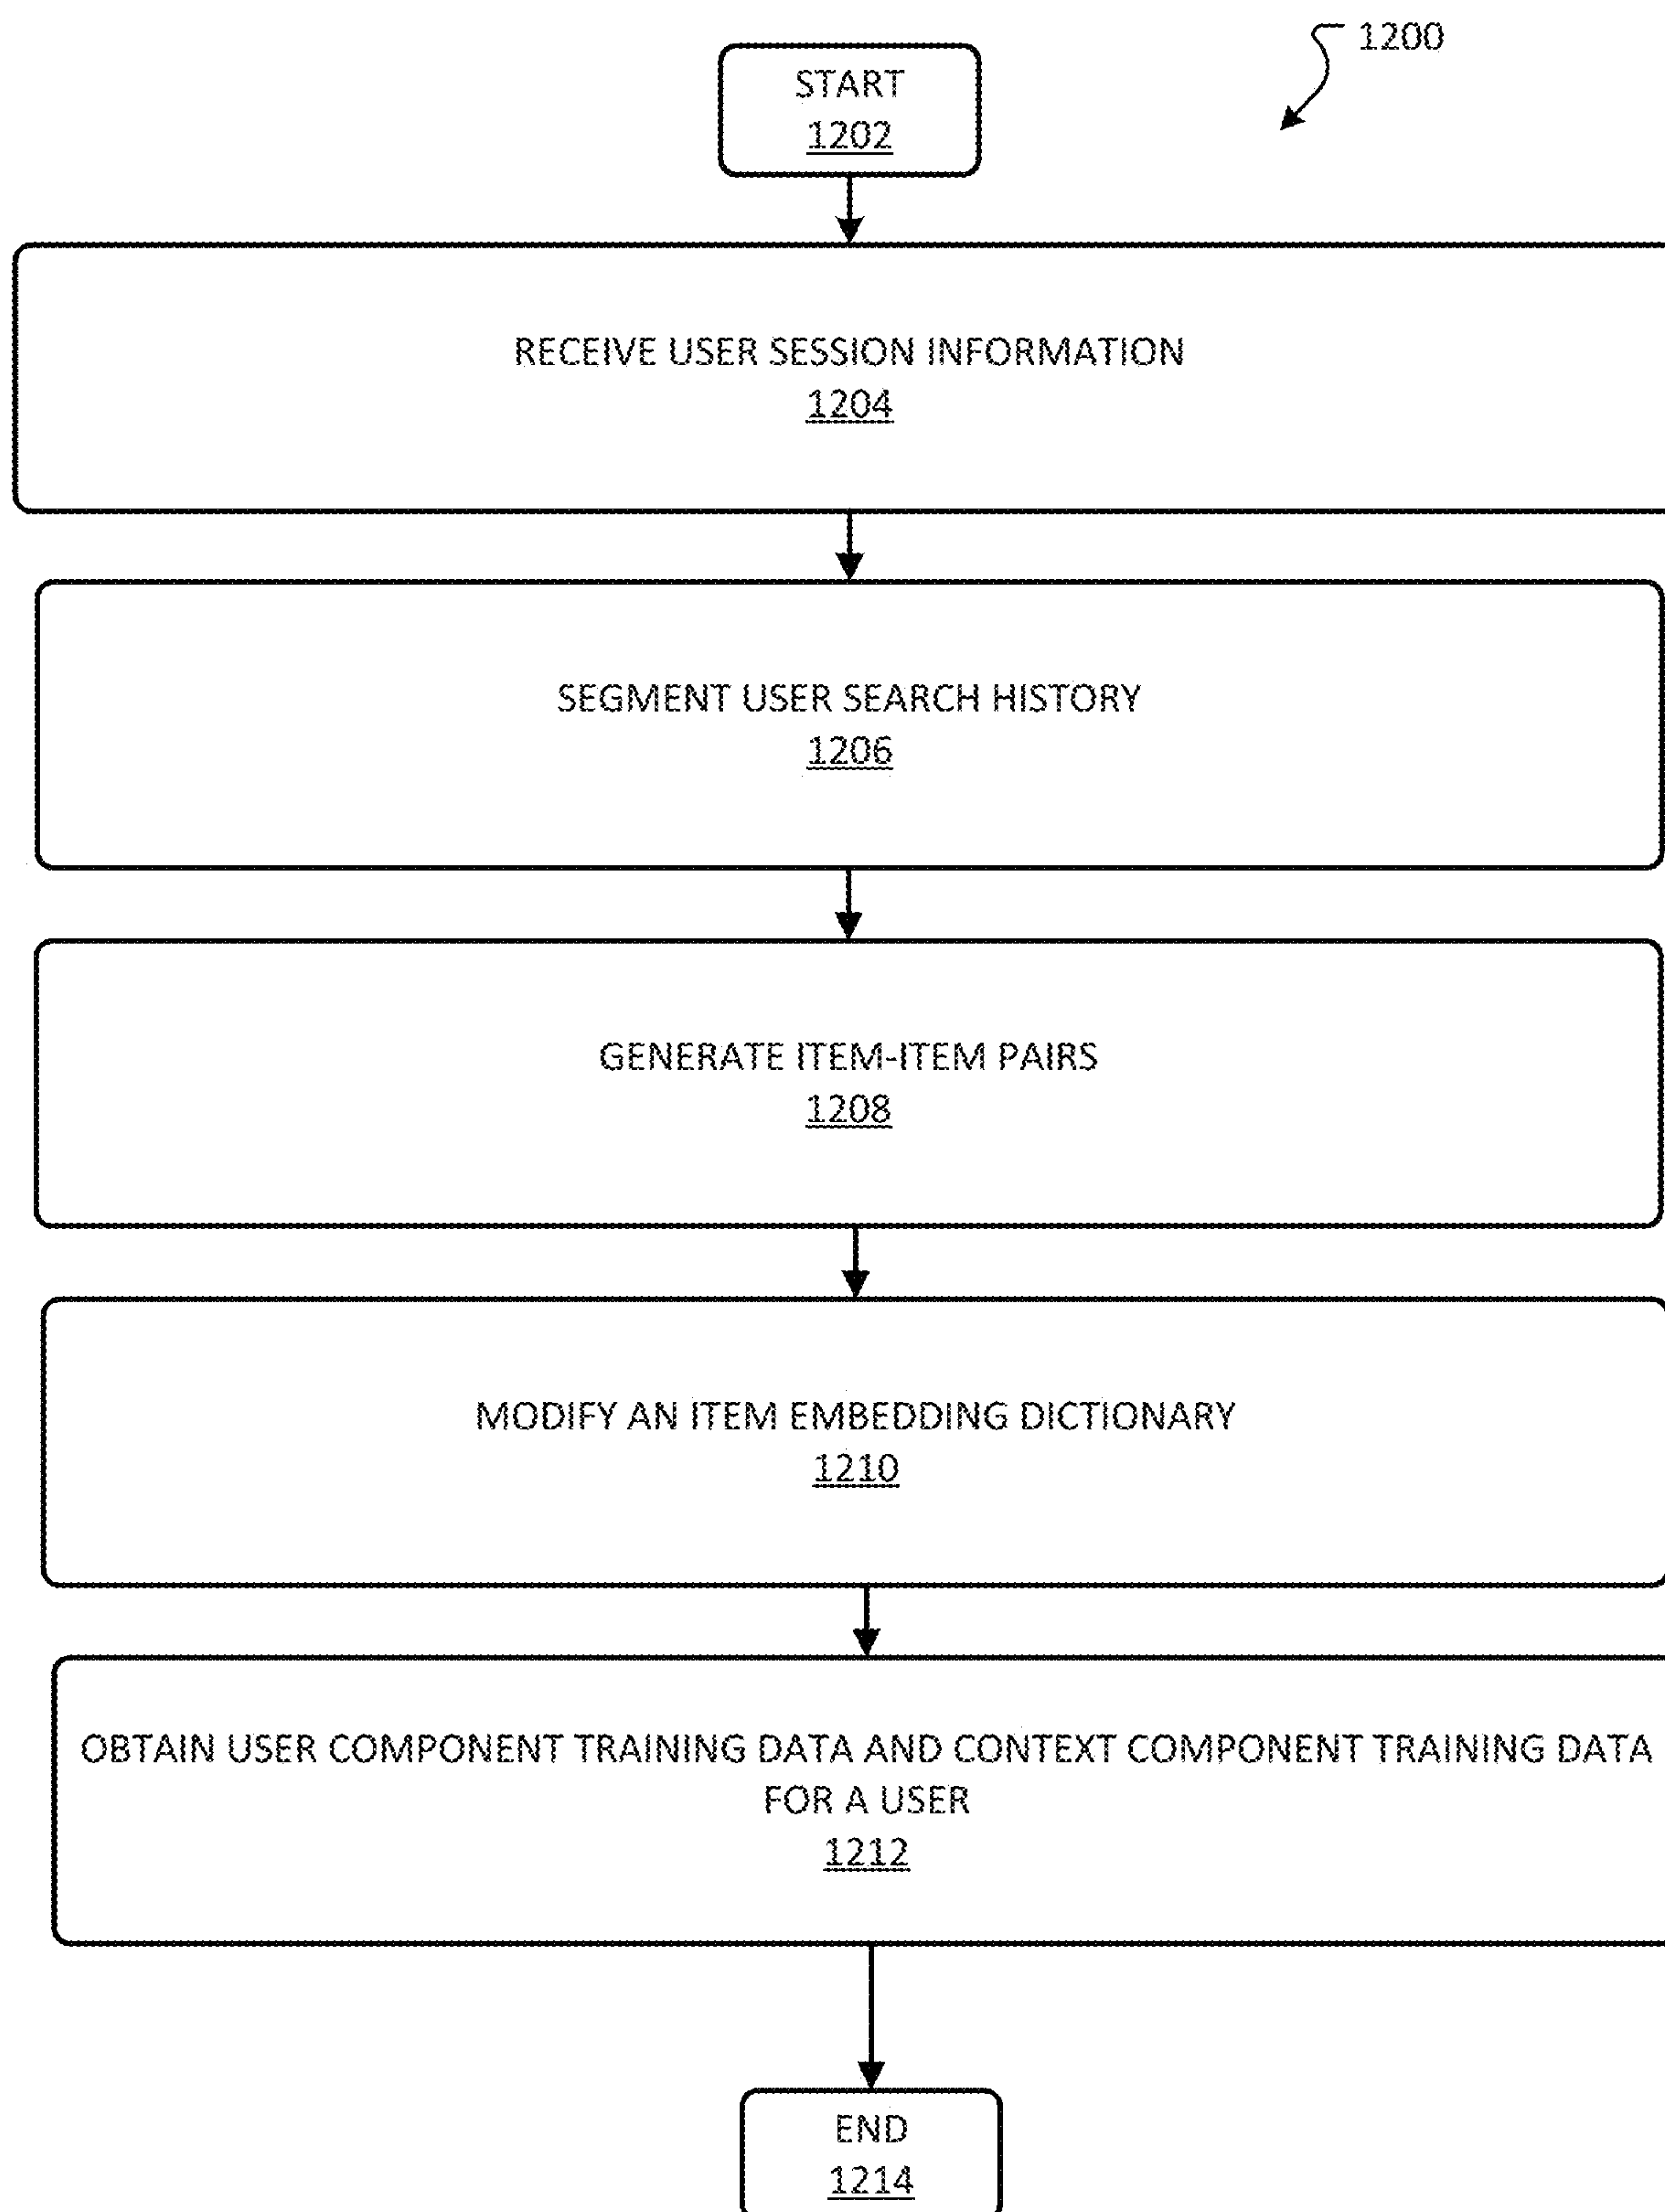 1200
START
1202
RECEIVE USER SESSION INFORMATION
1204
SEGMENT USER SEARCH HISTORY
1206
GENERATE ITEM-ITEM PAIRS
1208
MODIFY AN ITEM EMBEDDING DICTIONARY
1210
OBTAIN USER COMPONENT TRAINING DATA AND CONTEXT COMPONENT TRAINING DATA
FOR A USER
1212
END
1214